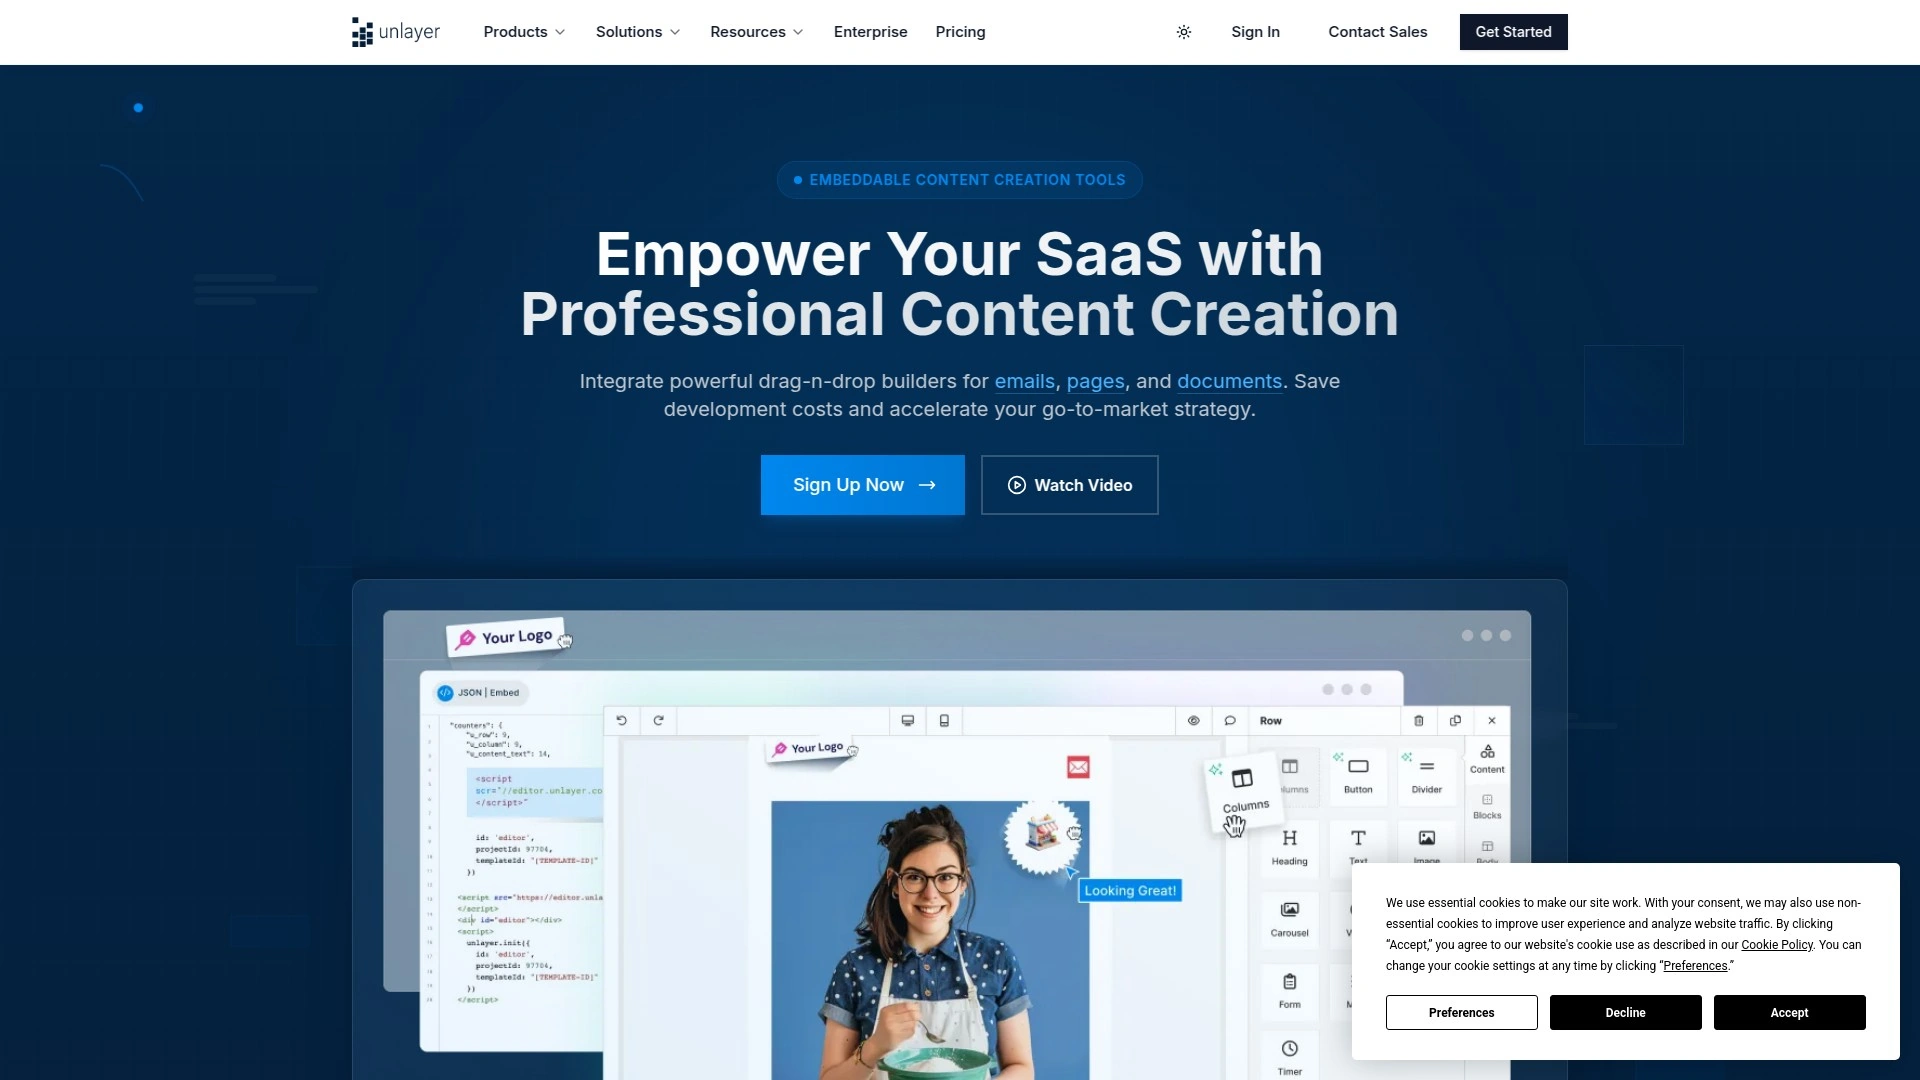 unlayer
Products
Solutions
Resources
Enterprise
Pricing
Sign In
Contact Sales
Get Started
EMBEDDABLE CONTENT CREATION TOOLS
Empower Your SaaS with
Professional Content Creation
Integrate powerful drag-n-drop builders for emails, pages, and documents. Save
development costs and accelerate your go-to-market strategy.
Sign Up Now
Watch Video
Your Logo
</> JSON | Embed
"counters": {
"u_row": 9,
"u_column": 9,
"u_content_text": 14,
<script
scr="//editor.unlayer.co
</script>"
id: 'editor',
projectId: 97704,
templateId: "[TEMPLATE-ID]"
})
<script src="https://editor.unla
</script>
<div id="editor"></div>
<script>
unlayer.init({
id: 'editor',
projectId: 97704,
templateId: "[TEMPLATE-ID]"
})
</script>
Row
Your Logo
Looking Great!
Columns
Button
Divider
Heading
Text
Image
Carousel
Form
Timer
Content
Blocks
Body
We use essential cookies to make our site work. With your consent, we may also use non-
essential cookies to improve user experience and analyze website traffic. By clicking
“Accept,” you agree to our website's cookie use as described in our Cookie Policy. You can
change your cookie settings at any time by clicking “Preferences.”
Preferences
Decline
Accept